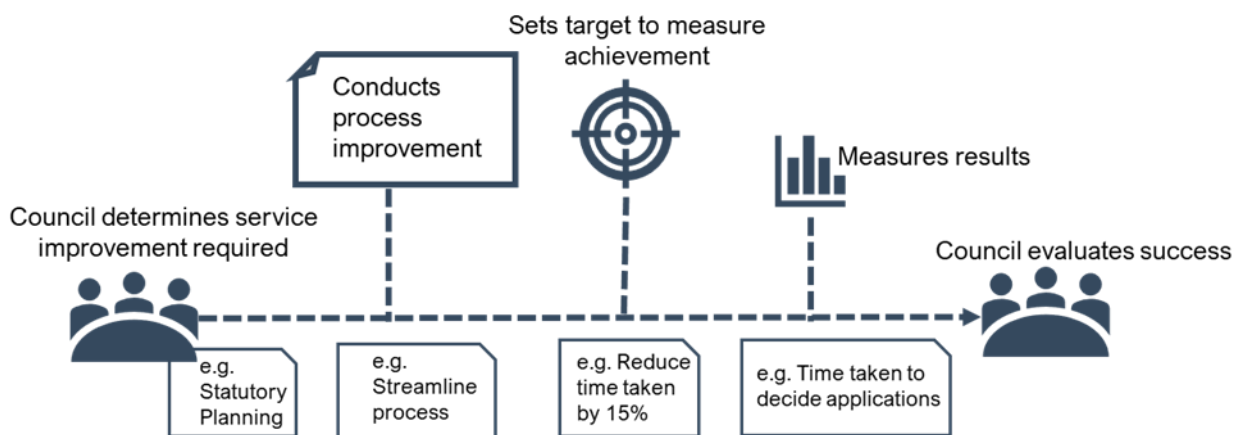 Sets target to measure
achievement
Conducts
process
improvement
Measures results
Council determines service
improvement required
Council evaluates success
e.g.
Statutory
Planning
e.g.
Streamline
process
e.g. Reduce
time taken
by 15%
e.g. Time taken to
decide applications